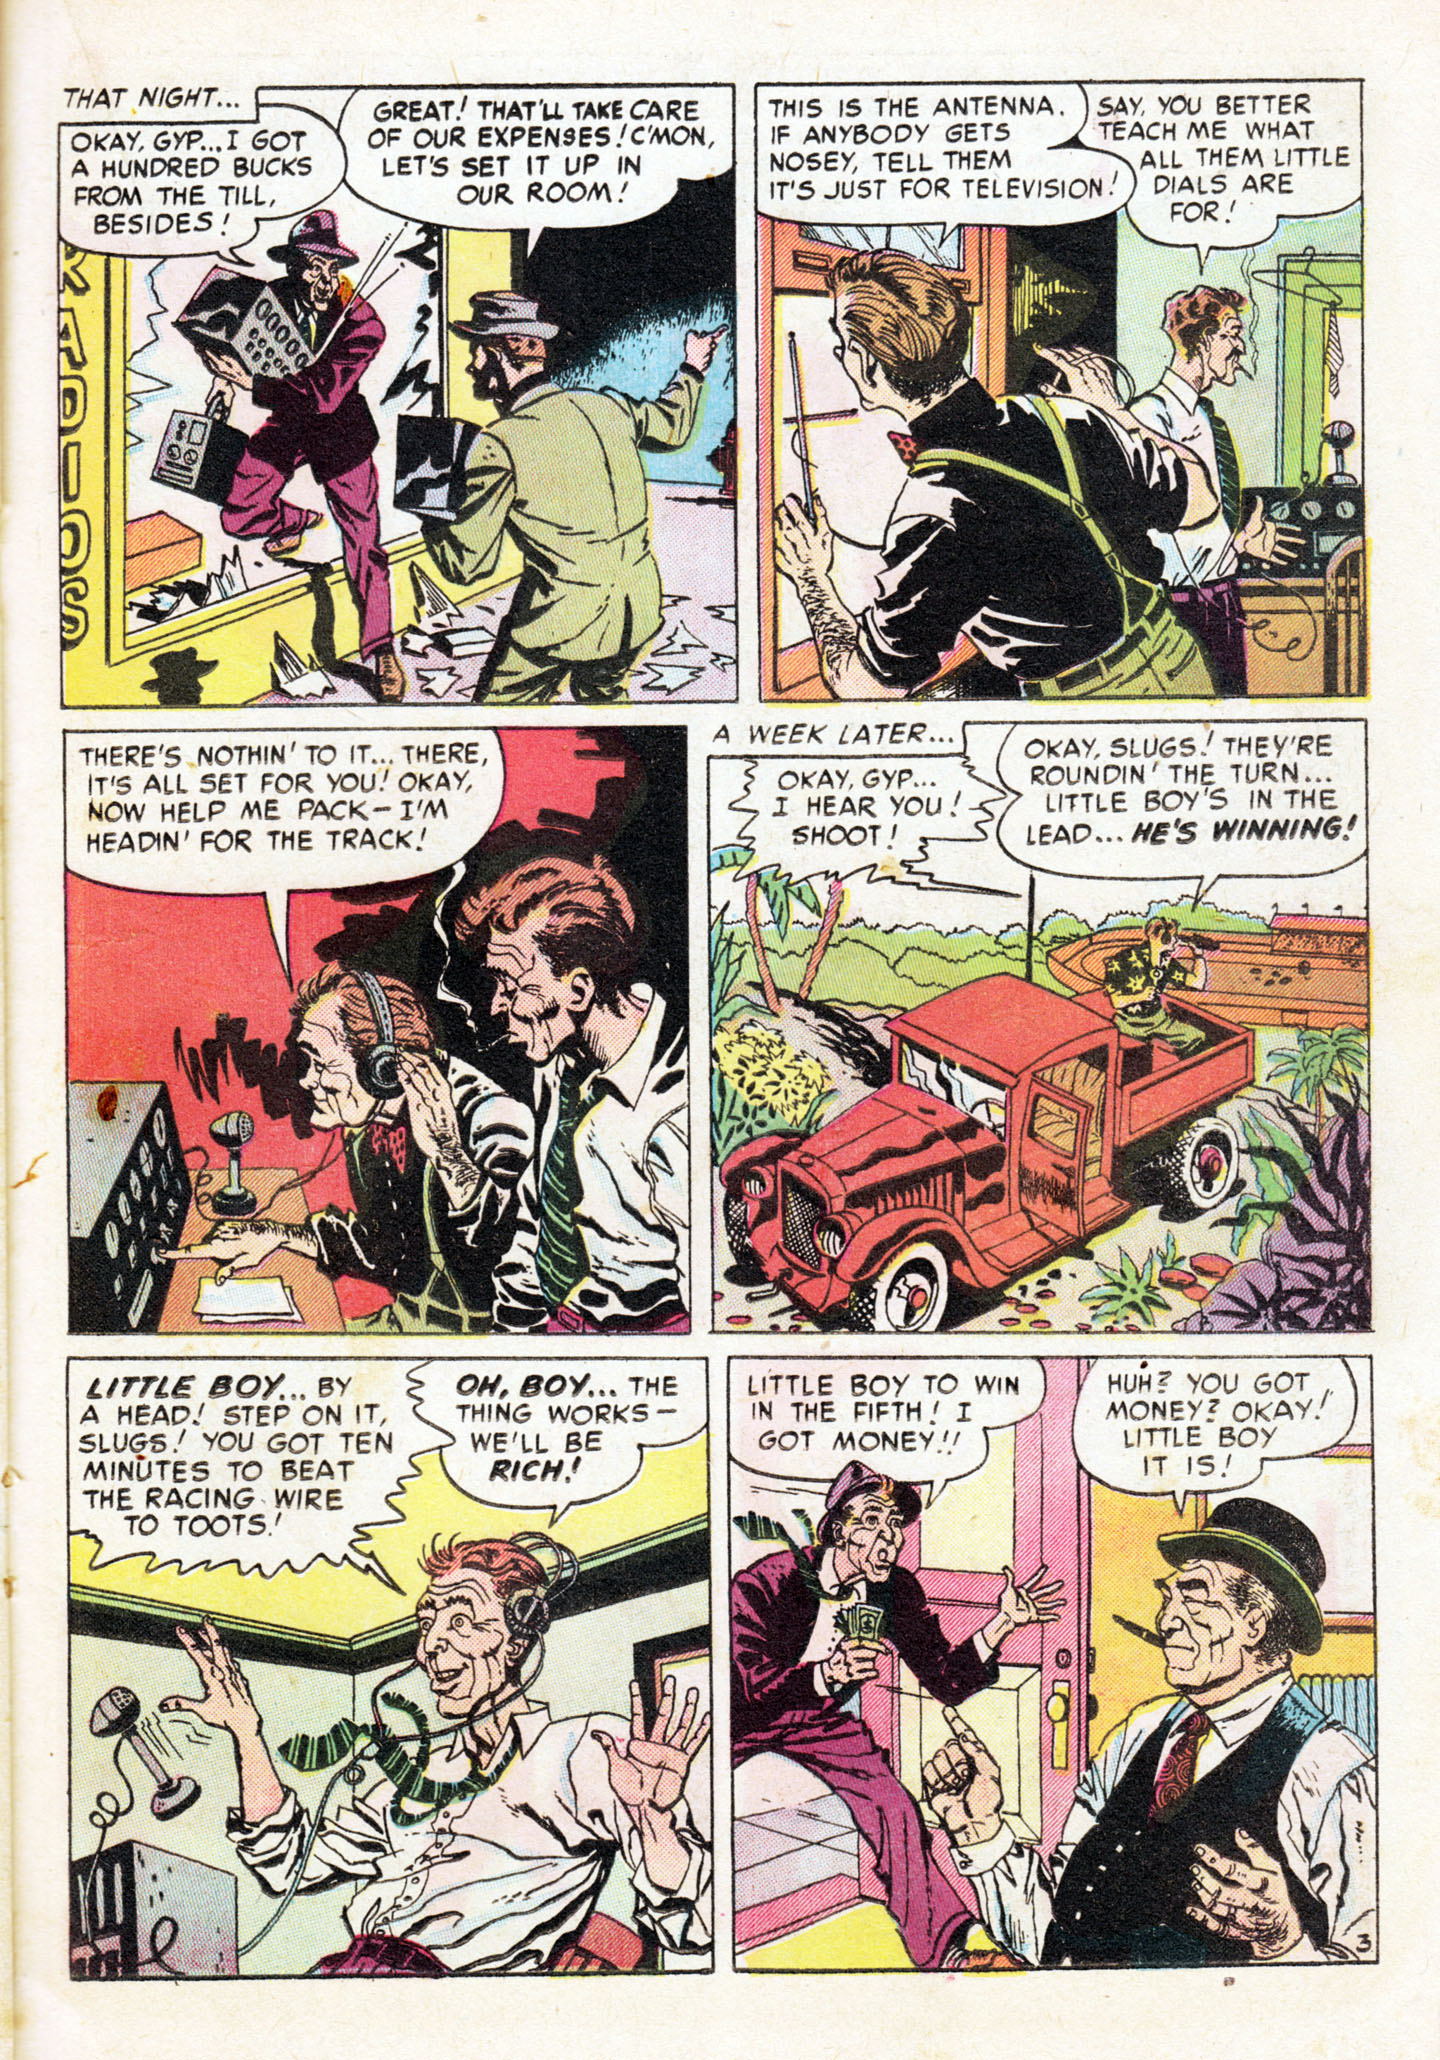 THAT NIGHT...
OKAY, GYP... I GOT
A HUNDRED BUCKS
FROM THE TILL,
BESIDES!
GREAT! THAT'LL TAKE CARE
OF OUR EXPENSES! C'MON,
LET'S SET IT UP IN
OUR ROOM!
RADIOS
THIS IS THE ANTENNA.
IF ANYBODY GETS
NOSEY, TELL THEM
IT'S JUST FOR TELEVISION!
SAY, YOU BETTER
TEACH ME WHAT
ALL THEM LITTLE
DIALS ARE
FOR!
THERE'S NOTHIN' TO IT... THERE,
IT'S ALL SET FOR YOU! OKAY,
NOW HELP ME PACK — I'M
HEADIN' FOR THE TRACK!
A WEEK LATER...
OKAY, GYP...
I HEAR YOU!
SHOOT!
OKAY, SLUGS! THEY'RE
ROUNDIN' THE TURN...
LITTLE BOY'S IN THE
LEAD... HE'S WINNING!
LITTLE BOY... BY
A HEAD! STEP ON IT,
SLUGS! YOU GOT TEN
MINUTES TO BEAT
THE RACING WIRE
TO TOOTS!
OH, BOY... THE
THING WORKS —
WE'LL BE
RICH!
LITTLE BOY TO WIN
IN THE FIFTH! I
GOT MONEY!!
HUH? YOU GOT
MONEY? OKAY!
LITTLE BOY
IT IS!
3